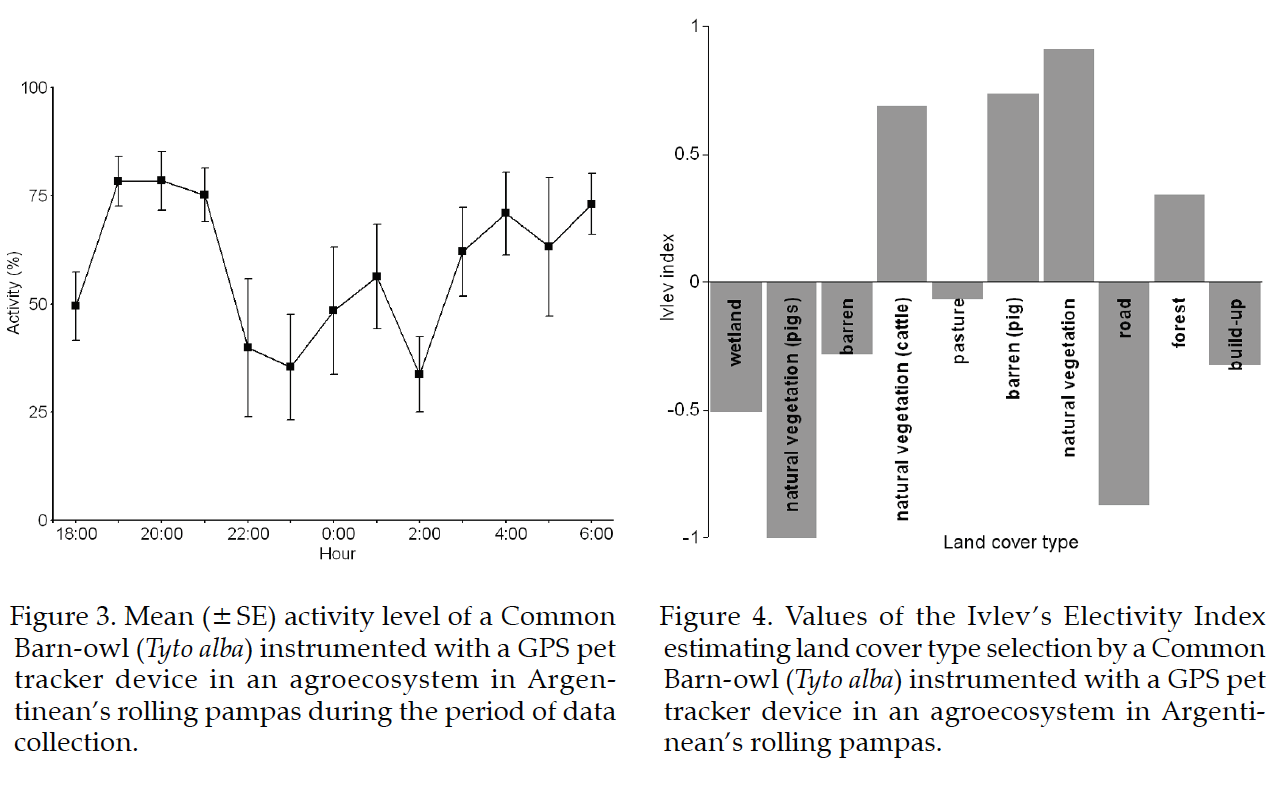 100
75
50
25
0
Activity (%)
18:00 20:00 22:00 0:00 2:00 4:00 6:00
Hour
Figure 3. Mean (± SE) activity level of a Common
Barn-owl (Tyto alba) instrumented with a GPS pet
tracker device in an agroecosystem in Argen-
tinean’s rolling pampas during the period of data
collection.
1
0.5
0
-0.5
-1
Ivlev index
wetland
natural vegetation (pigs)
barren
natural vegetation (cattle)
pasture
barren (pig)
natural vegetation
road
forest
build-up
Land cover type
Figure 4. Values of the Ivlev’s Electivity Index
estimating land cover type selection by a Common
Barn-owl (Tyto alba) instrumented with a GPS pet
tracker device in an agroecosystem in Argenti-
nean’s rolling pampas.